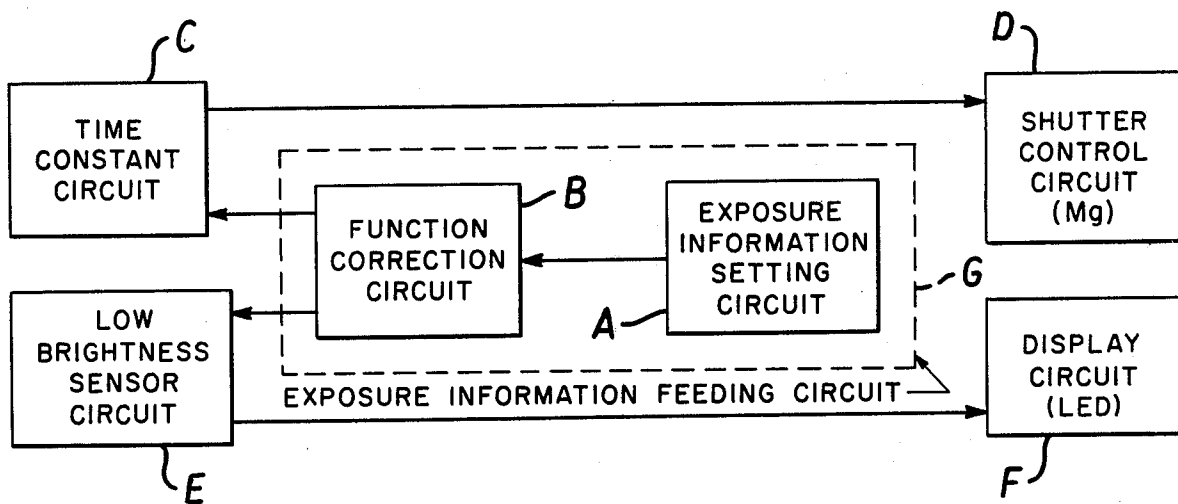 C
D
TIME
CONSTANT
CIRCUIT
SHUTTER
CONTROL
CIRCUIT
(Mg)
B
FUNCTION
CORRECTION
CIRCUIT
EXPOSURE
INFORMATION
SETTING
CIRCUIT
A
G
LOW
BRIGHTNESS
SENSOR
CIRCUIT
EXPOSURE INFORMATION FEEDING CIRCUIT
DISPLAY
CIRCUIT
(LED)
E
F